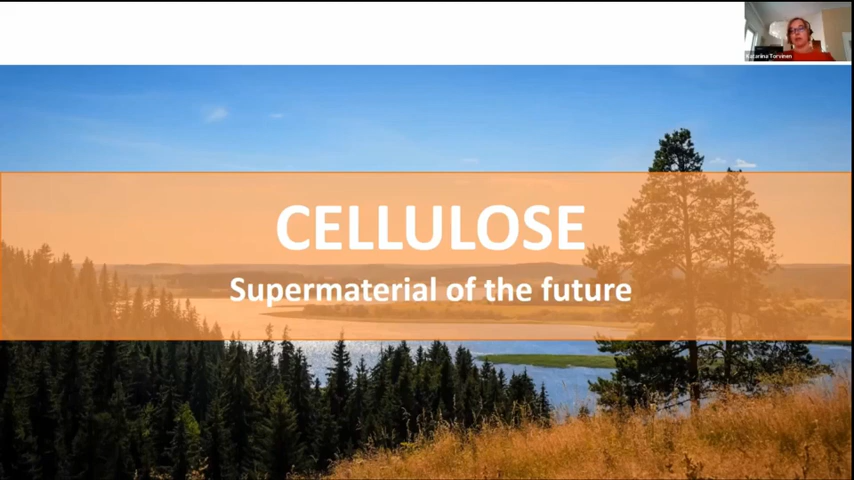 Katariina Torvinen
CELLULOSE
Supermaterial of the future